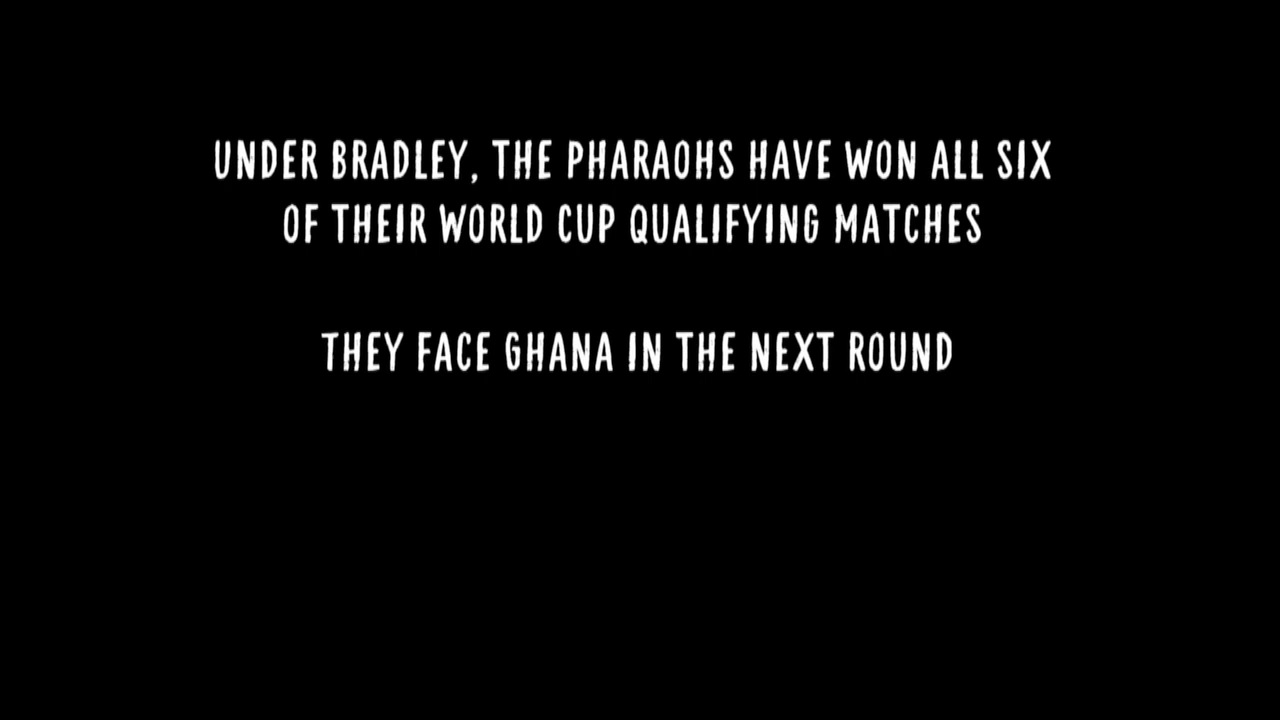 UNDER BRADLEY, THE PHARAOHS HAVE WON ALL SIX
OF THEIR WORLD CUP QUALIFYING MATCHES
THEY FACE GHANA IN THE NEXT ROUND